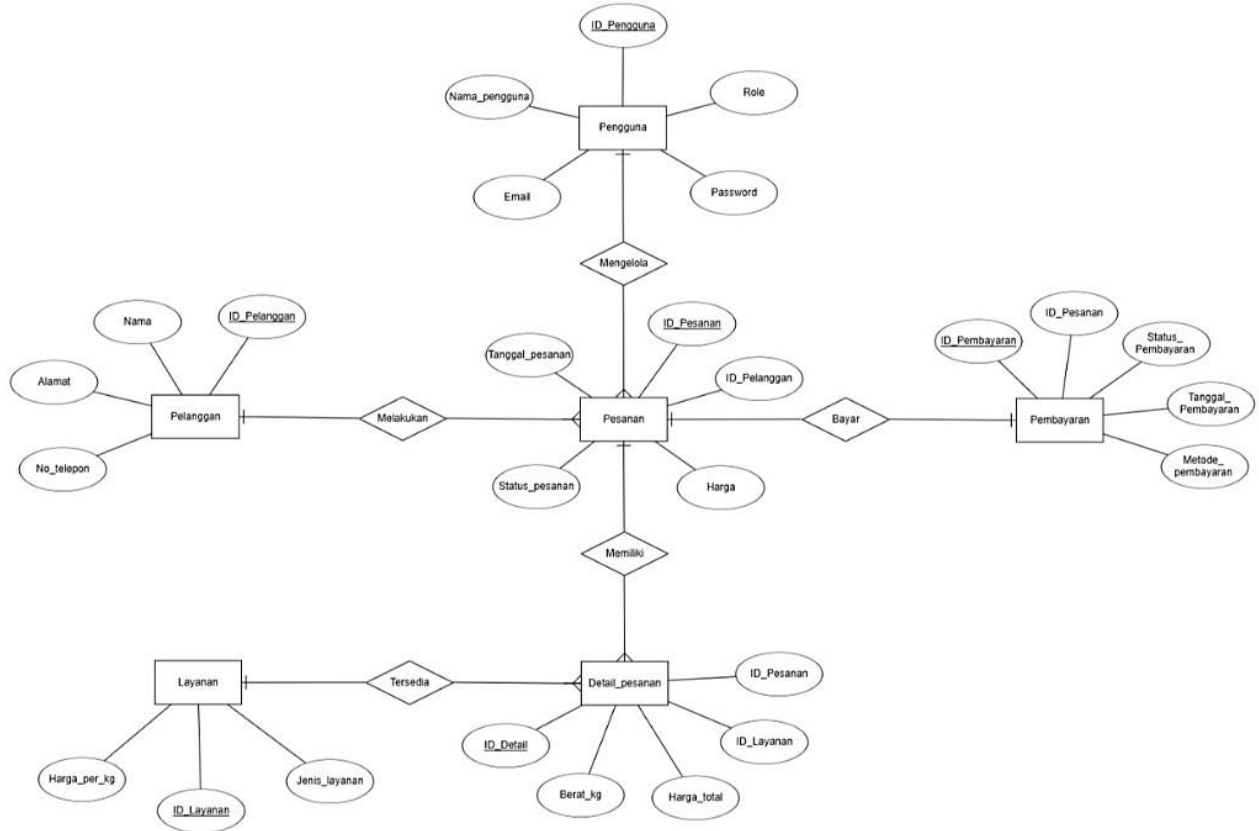 ID_Pengguna
Nama_pengguna
Role
Pengguna
Email
Password
Mengelola
Nama
ID_Pelanggan
Alamat
Pelanggan
No_telepon
Melakukan
Tanggal_pesanan
ID_Pesanan
ID_Pelanggan
Pesanan
Status_pesanan
Harga
Bayar
ID_Pembayaran
ID_Pesanan
Status_
Pembayaran
Tanggal_
Pembayaran
Pembayaran
Metode_
pembayaran
Memiliki
Layanan
Tersedia
Detail_pesanan
ID_Pesanan
ID_Layanan
ID_Detail
Berat_kg
Harga_total
Harga_per_kg
ID_Layanan
Jenis_layanan